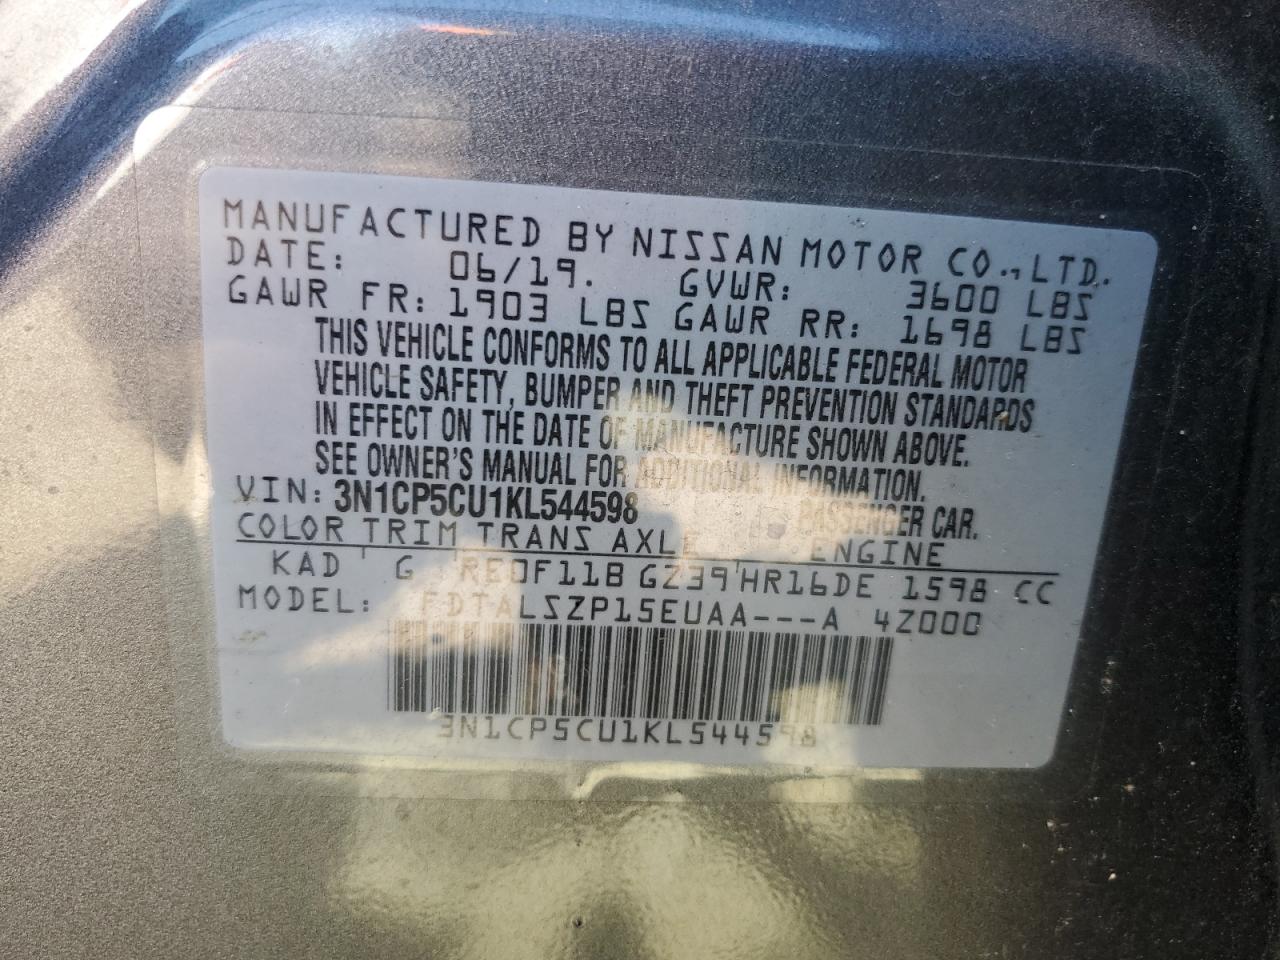 MANUFACTURED BY NISSAN MOTOR CO., LTD.
DATE: 06/19. GVWR: 3600 LBS
GAWR FR: 1903 LBS GAWR RR: 1698 LBS
THIS VEHICLE CONFORMS TO ALL APPLICABLE FEDERAL MOTOR
VEHICLE SAFETY, BUMPER AND THEFT PREVENTION STANDARDS
IN EFFECT ON THE DATE OF MANUFACTURE SHOWN ABOVE.
SEE OWNER'S MANUAL FOR ADDITIONAL INFORMATION.
VIN: 3N1CP5CU1KL544598 PASSENGER CAR.
COLOR TRIM TRANS AXLE ENGINE
KAD G RE0F11B GZ39 HR16DE 1598 CC
MODEL: FDTALSZP15EUAA---A 4Z000
3N1CP5CU1KL544598